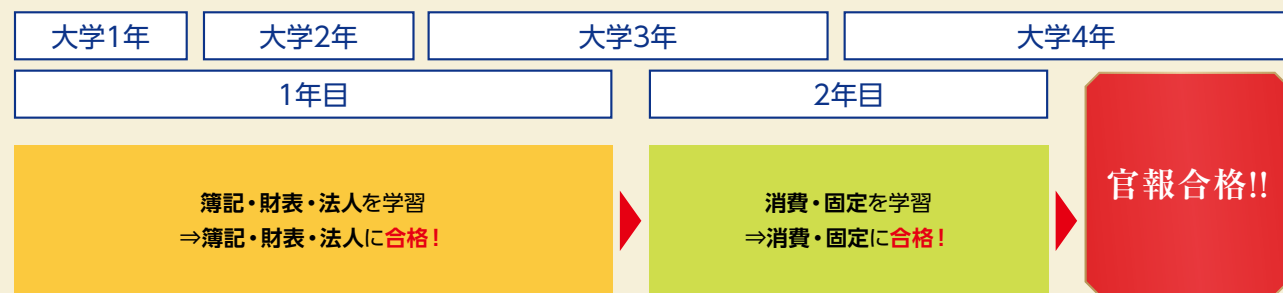 大学1年
大学2年
大学3年
大学4年
1年目
2年目
簿記・財表・法人を学習
⇒簿記・財表・法人に合格！
消費・固定を学習
⇒消費・固定に合格！
官報合格!!